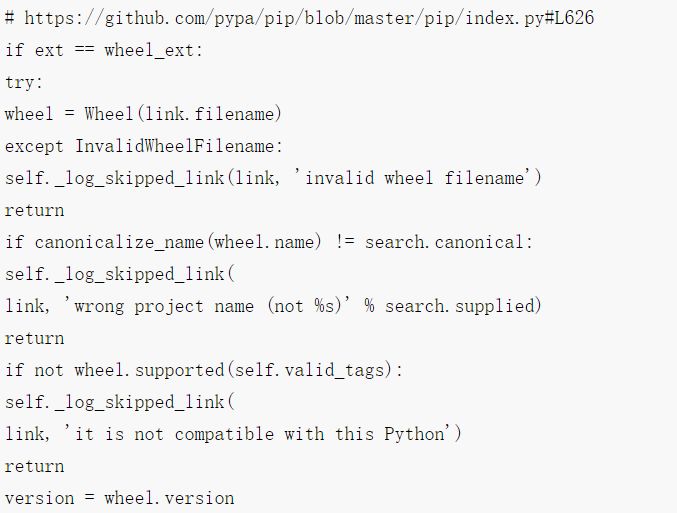 # https://github.com/pypa/pip/blob/master/pip/index.py#L626
if ext == wheel_ext:
try:
wheel = Wheel(link.filename)
except InvalidWheelFilename:
self._log_skipped_link(link, 'invalid wheel filename')
return
if canonicalize_name(wheel.name) != search.canonical:
self._log_skipped_link(
link, 'wrong project name (not %s)' % search.supplied)
return
if not wheel.supported(self.valid_tags):
self._log_skipped_link(
link, 'it is not compatible with this Python')
return
version = wheel.version